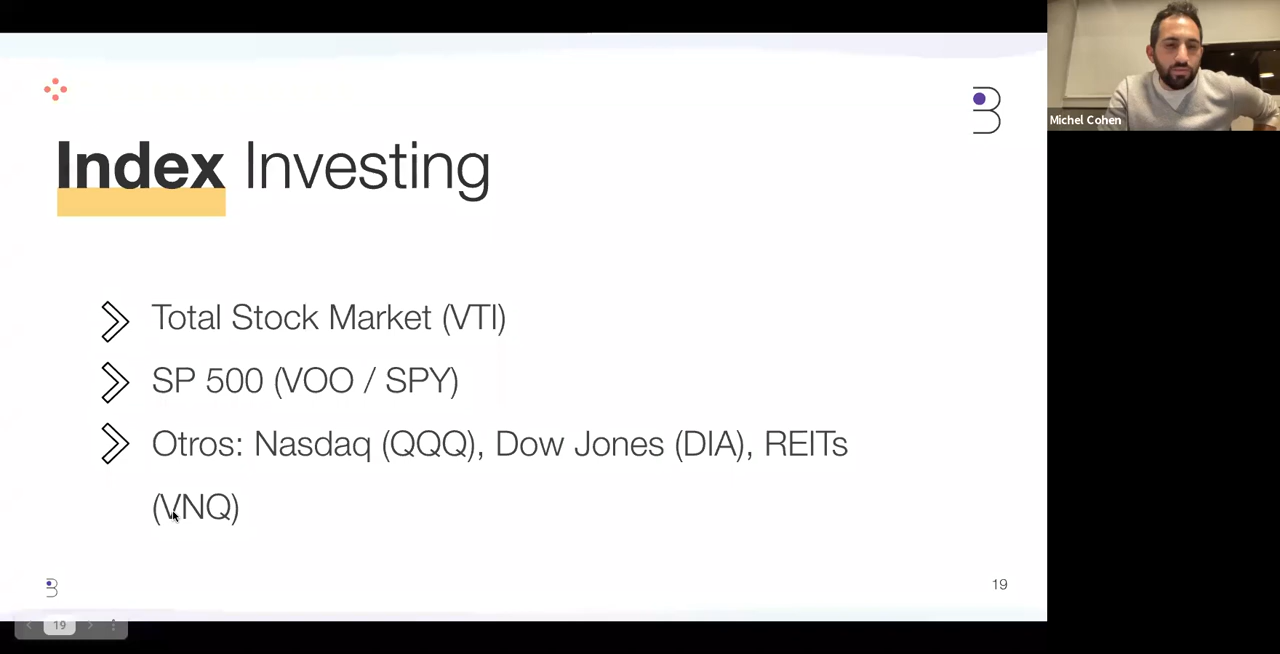 Michel Cohen
Index Investing
Total Stock Market (VTI)
SP 500 (VOO / SPY)
Otros: Nasdaq (QQQ), Dow Jones (DIA), REITs
(VNQ)
19
19